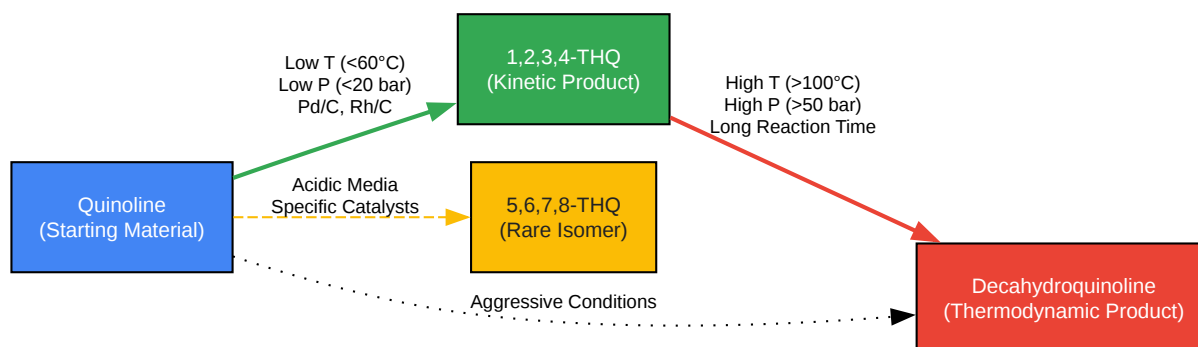 Low T (<60°C)
Low P (<20 bar)
Pd/C, Rh/C
1,2,3,4-THQ
(Kinetic Product)
High T (>100°C)
High P (>50 bar)
Long Reaction Time
Quinoline
(Starting Material)
Acidic Media
Specific Catalysts
5,6,7,8-THQ
(Rare Isomer)
Aggressive Conditions
Decahydroquinoline
(Thermodynamic Product)